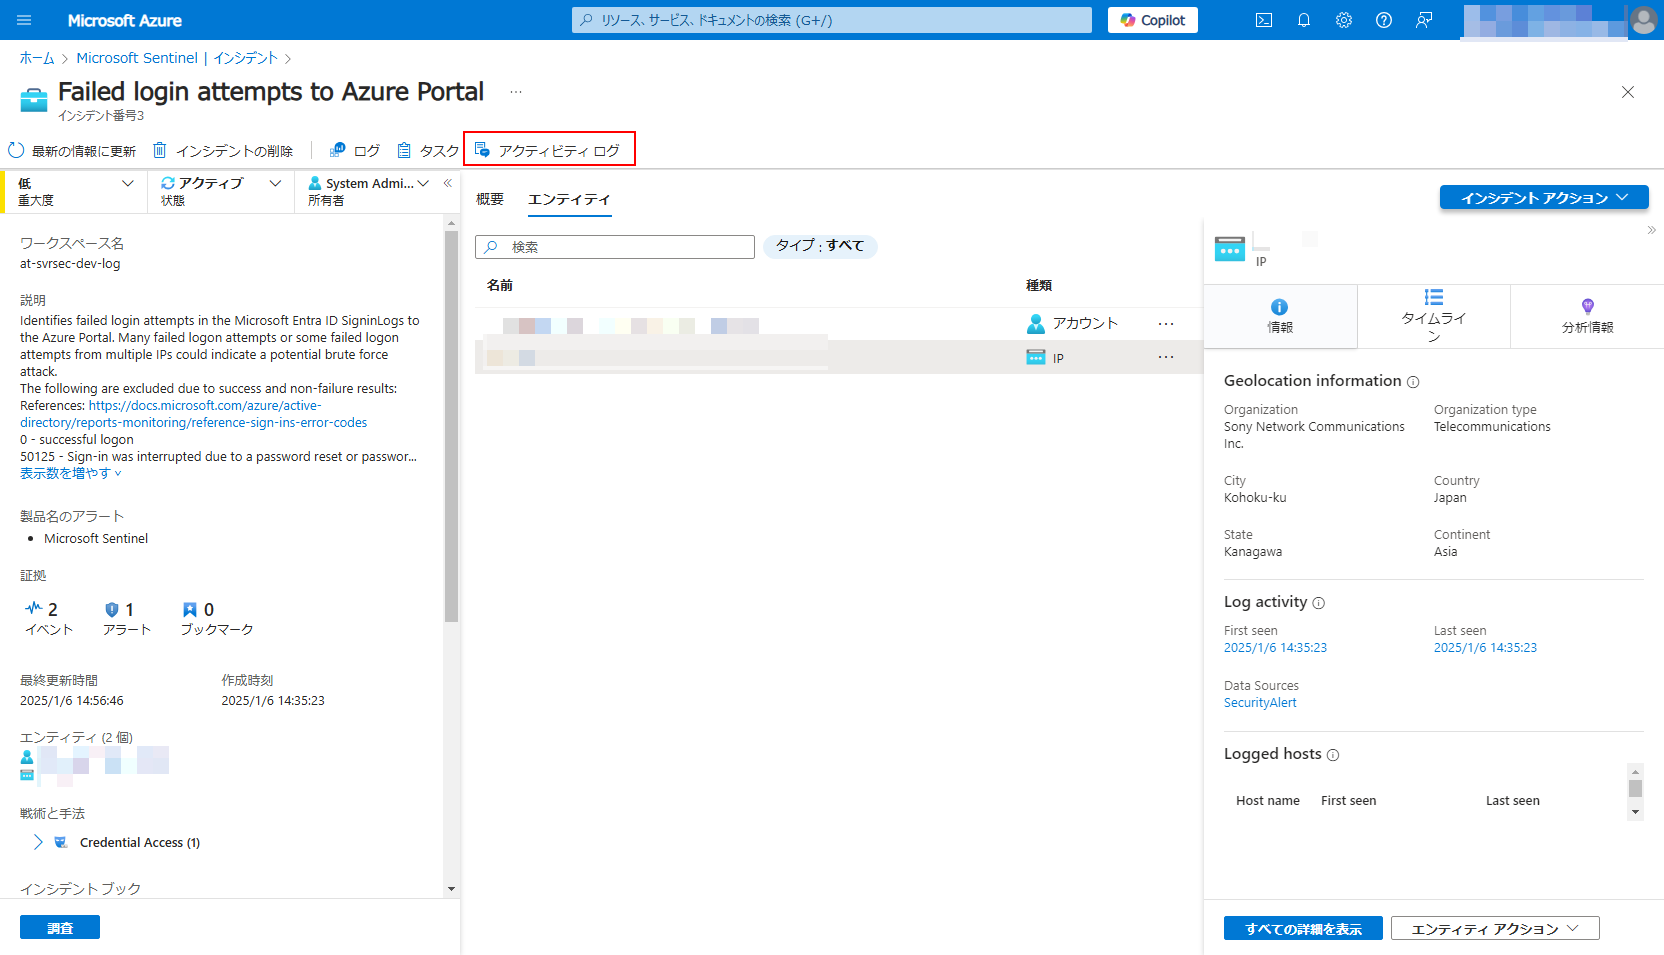 Microsoft Azure
リソース、サービス、ドキュメントの検索 (G+/)
Copilot
ホーム > Microsoft Sentinel | インシデント >
Failed login attempts to Azure Portal ...
インシデント番号3
最新の情報に更新 インシデントの削除 ログ タスク アクティビティ ログ
低 アクティブ System Admi...
重大度 状態 所有者
ワークスペース名
at-svrsec-dev-log
説明
Identifies failed login attempts in the Microsoft Entra ID SigninLogs to
the Azure Portal. Many failed logon attempts or some failed logon
attempts from multiple IPs could indicate a potential brute force
attack.
The following are excluded due to success and non-failure results:
References: https://docs.microsoft.com/azure/active-
directory/reports-monitoring/reference-sign-ins-error-codes
0 - successful logon
50125 - Sign-in was interrupted due to a password reset or passwor...
表示数を増やす
製品名のアラート
• Microsoft Sentinel
証拠
2 1 0
イベント アラート ブックマーク
最終更新時間 作成時刻
2025/1/6 14:56:46 2025/1/6 14:35:23
エンティティ (2 個)
戦術と手法
Credential Access (1)
インシデント ブック
調査
概要 エンティティ
インシデント アクション
検索
タイプ : すべて
名前 種類
アカウント ...
IP ...
IP
情報 タイムライ
ン 分析情報
Geolocation information
Organization Organization type
Sony Network Communications Telecommunications
Inc.
City Country
Kohoku-ku Japan
State Continent
Kanagawa Asia
Log activity
First seen Last seen
2025/1/6 14:35:23 2025/1/6 14:35:23
Data Sources
SecurityAlert
Logged hosts
Host name First seen Last seen
すべての詳細を表示 エンティティ アクション